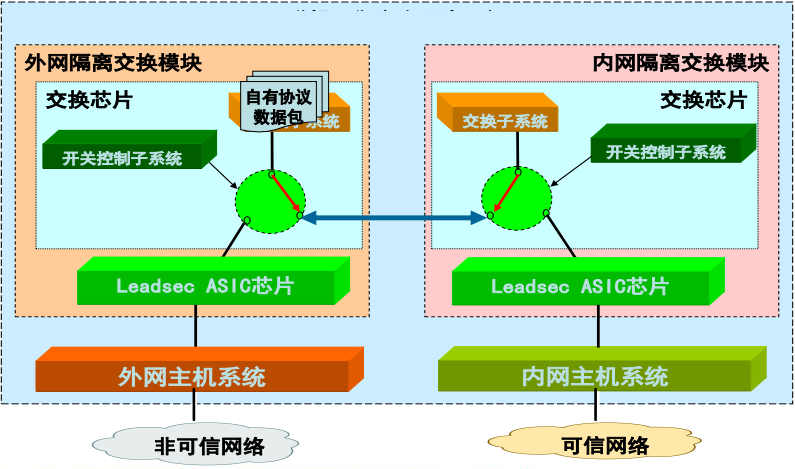 外网隔离交换模块
内网隔离交换模块
交换芯片
交换芯片
自有协议
数据包
子系统
交换子系统
开关控制子系统
开关控制子系统
Leadsec ASIC芯片
Leadsec ASIC芯片
外网主机系统
内网主机系统
非可信网络
可信网络